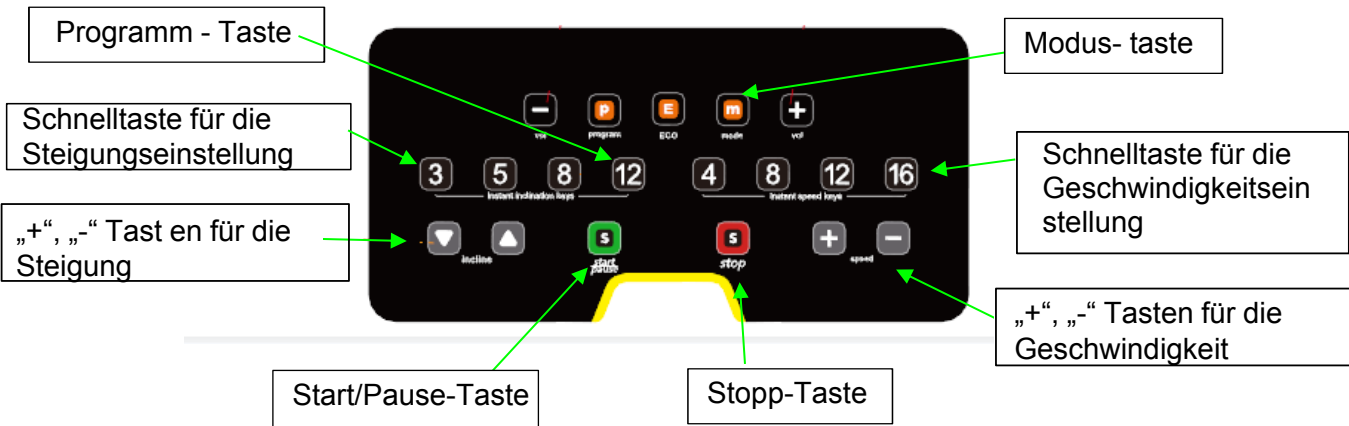 Programm - Taste
Modus- taste
Schnelltaste für die
Steigungseinstellung
„+“, „-“ Tast en für die
Steigung
− p E m +
program ECO mode vol
3 5 8 12 4 8 12 16
Instant inclination keys Instant speed keys
Schnelltaste für die
Geschwindigkeitsein
stellung
S S + −
incline start stop speed
pause
„+“, „-“ Tasten für die
Geschwindigkeit
Start/Pause-Taste
Stopp-Taste